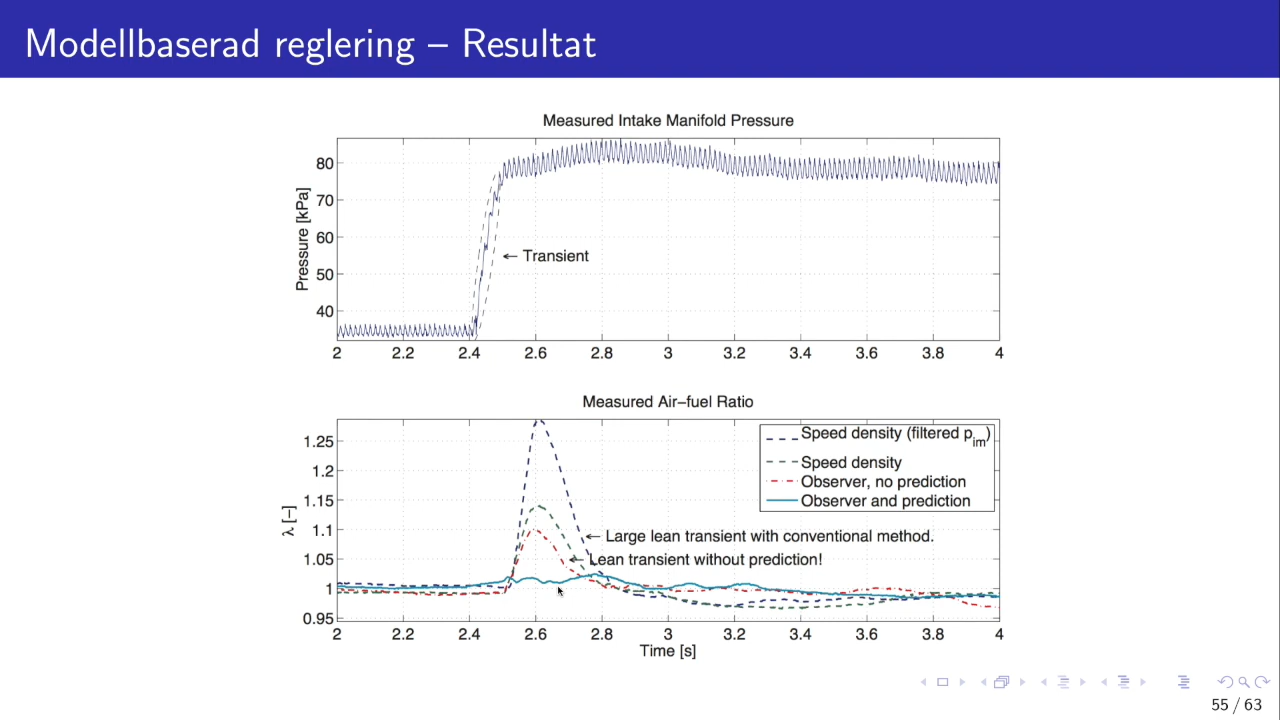 Modellbaserad reglering – Resultat
Measured Intake Manifold Pressure
Pressure [kPa]
80
70
60
50
40
← Transient
2 2.2 2.4 2.6 2.8 3 3.2 3.4 3.6 3.8 4
Measured Air–fuel Ratio
λ [–]
1.25
1.2
1.15
1.1
1.05
1
0.95
Speed density (filtered p_im)
Speed density
Observer, no prediction
Observer and prediction
← Large lean transient with conventional method.
← Lean transient without prediction!
2 2.2 2.4 2.6 2.8 3 3.2 3.4 3.6 3.8 4
Time [s]
55 / 63